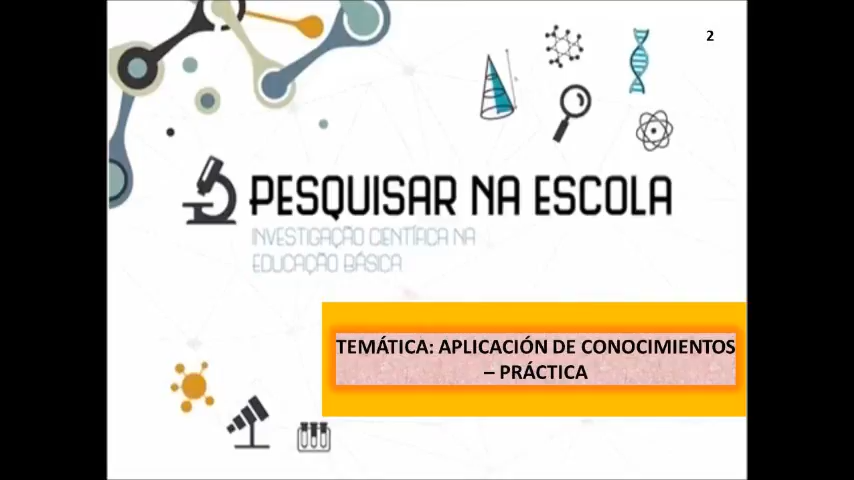 2
PESQUISAR NA ESCOLA
INVESTIGAÇÃO CIENTÍFICA NA
EDUCAÇÃO BÁSICA
TEMÁTICA: APLICACIÓN DE CONOCIMIENTOS
– PRÁCTICA